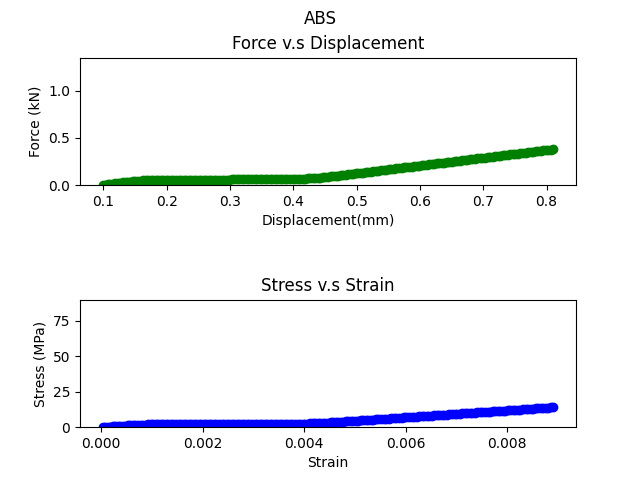 ABS
Force v.s Displacement
1.0
0.5
0.0
Force (kN)
0.1 0.2 0.3 0.4 0.5 0.6 0.7 0.8
Displacement(mm)
Stress v.s Strain
75
50
25
0
Stress (MPa)
0.000 0.002 0.004 0.006 0.008
Strain